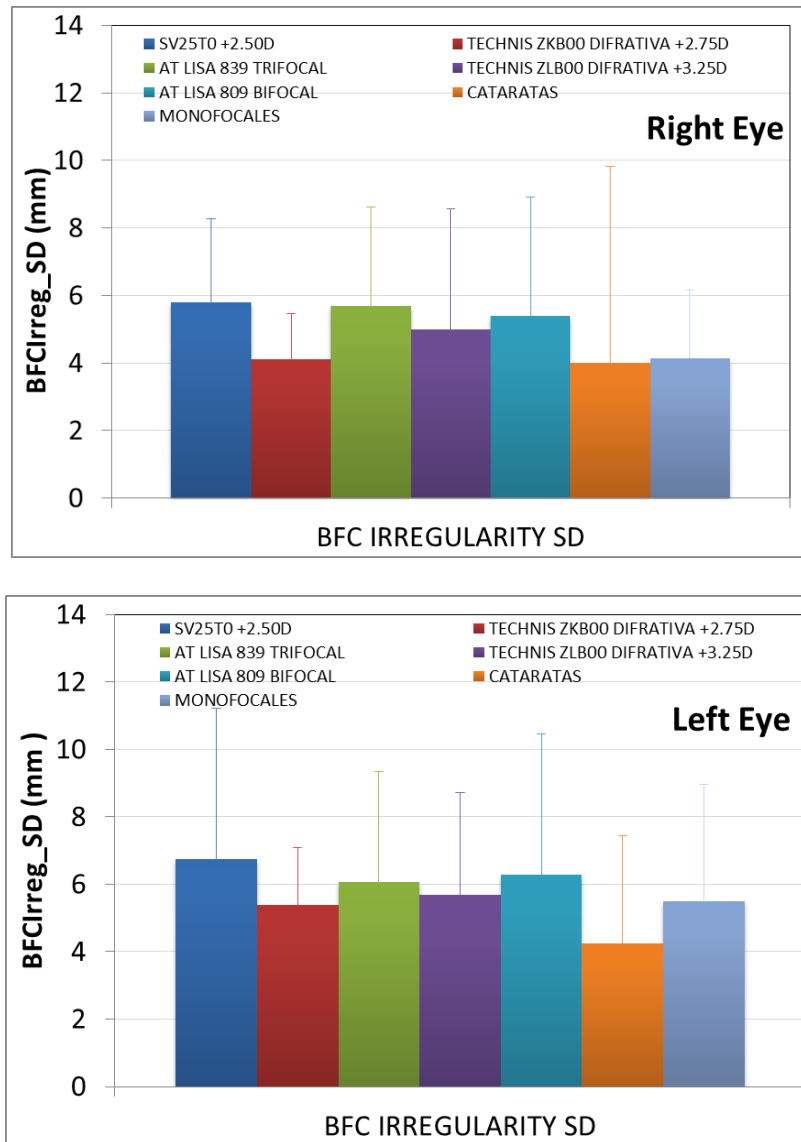 14
12
10
8
6
4
2
0
BFCIrreg_SD (mm)
SV25T0 +2.50D
TECHNIS ZKB00 DIFRATIVA +2.75D
AT LISA 839 TRIFOCAL
TECHNIS ZLB00 DIFRATIVA +3.25D
AT LISA 809 BIFOCAL
CATARATAS
MONOFOCALES
Right Eye
BFC IRREGULARITY SD
14
12
10
8
6
4
2
0
BFCIrreg_SD (mm )
SV25T0 +2.50D
TECHNIS ZKB00 DIFRATIVA +2.75D
AT LISA 839 TRIFOCAL
TECHNIS ZLB00 DIFRATIVA +3.25D
AT LISA 809 BIFOCAL
CATARATAS
MONOFOCALES
Left Eye
BFC IRREGULARITY SD